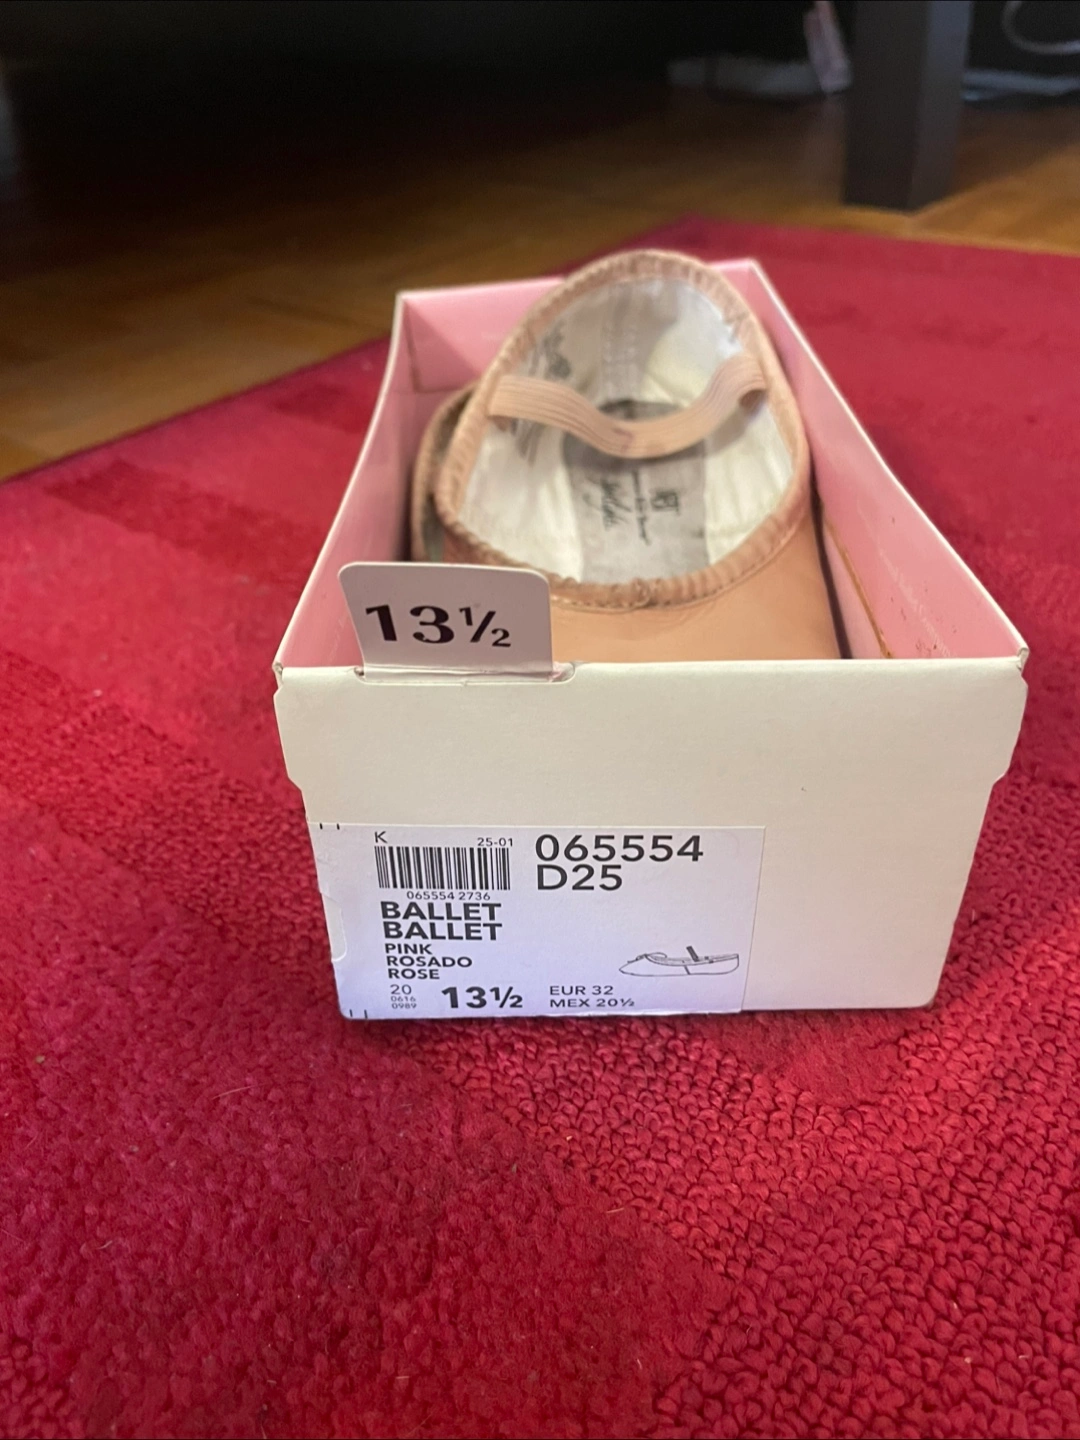 13½
K
25-01
065554
D25
065554 2736
BALLET
BALLET
PINK
ROSADO
ROSE
20
0616
0989
13½
EUR 32
MEX 20½